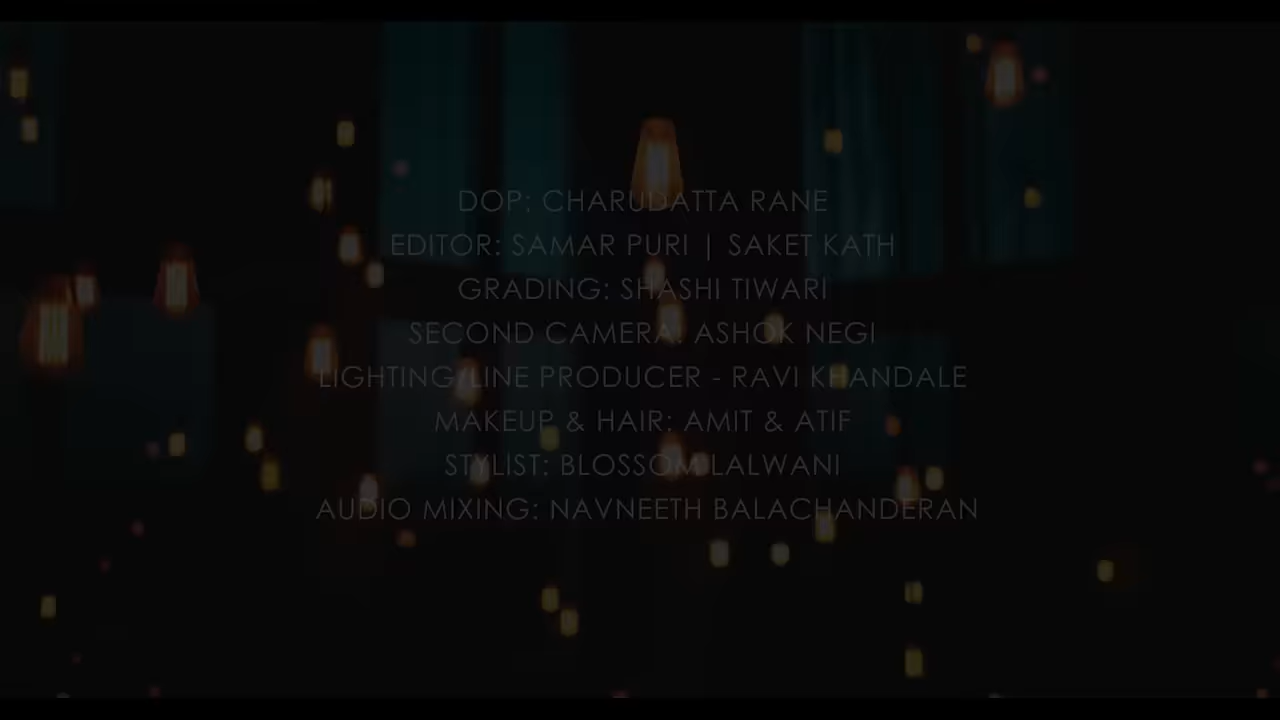 DOP: CHARUDATTA RANE
EDITOR: SAMAR PURI | SAKET KATH
GRADING: SHASHI TIWARI
SECOND CAMERA: ASHOK NEGI
LIGHTING/LINE PRODUCER - RAVI KHANDALE
MAKEUP & HAIR: AMIT & ATIF
STYLIST: BLOSSOM LALWANI
AUDIO MIXING: NAVNEETH BALACHANDERAN